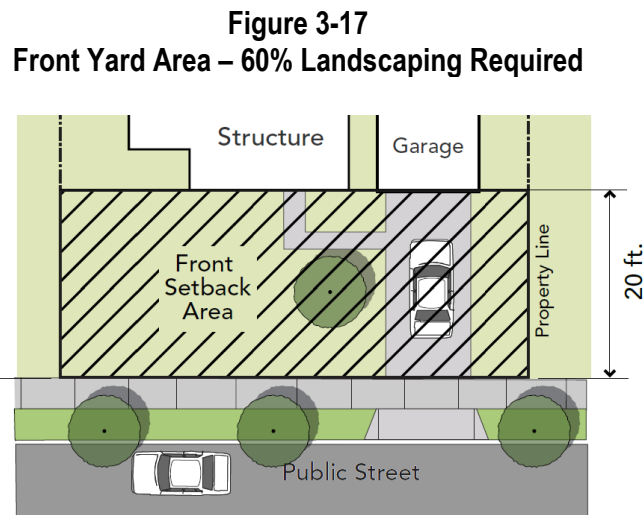 Figure 3-17
Front Yard Area – 60% Landscaping Required
Structure
Garage
Front
Setback
Area
Property Line
20 ft.
Public Street